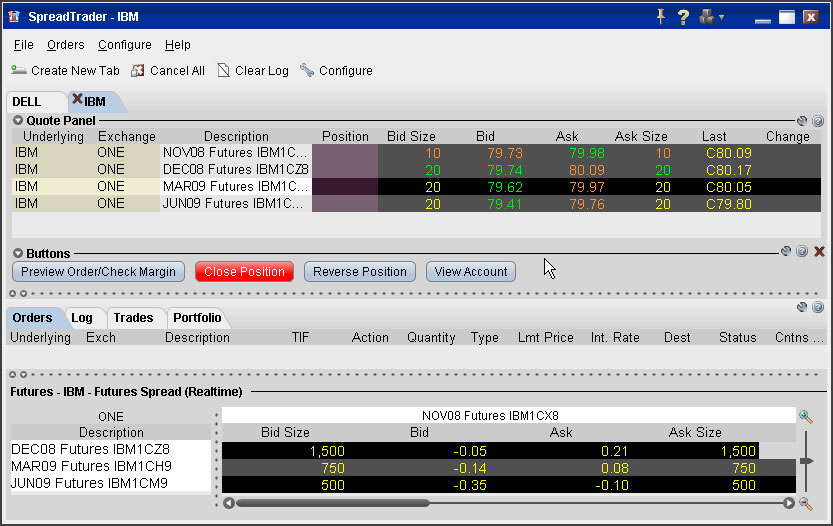 SpreadTrader - IBM
File Orders Configure Help
Create New Tab Cancel All Clear Log Configure
DELL IBM
Quote Panel
Underlying Exchange Description Position Bid Size Bid Ask Ask Size Last Change
IBM ONE NOV08 Futures IBM1C... 10 79.73 79.98 10 C80.09
IBM ONE DEC08 Futures IBM1CZ8 20 79.74 80.09 20 C80.17
IBM ONE MAR09 Futures IBM1C... 20 79.62 79.97 20 C80.05
IBM ONE JUN09 Futures IBM1C... 20 79.41 79.76 20 C79.80
Buttons
Preview Order/Check Margin Close Position Reverse Position View Account
Orders Log Trades Portfolio
Underlying Exch Description TIF Action Quantity Type Lmt Price Int. Rate Dest Status Cntns ...
Futures - IBM - Futures Spread (Realtime)
ONE NOV08 Futures IBM1CX8
Description Bid Size Bid Ask Ask Size
DEC08 Futures IBM1CZ8 1,500 -0.05 0.21 1,500
MAR09 Futures IBM1CH9 750 -0.14 0.08 750
JUN09 Futures IBM1CM9 500 -0.35 -0.10 500